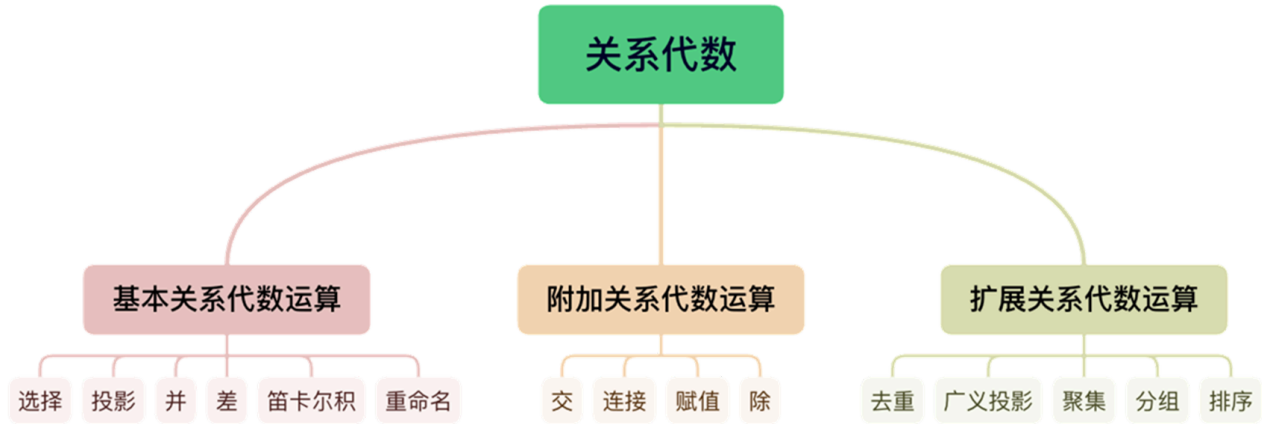 关系代数
基本关系代数运算
附加关系代数运算
扩展关系代数运算
选择
投影
并
差
笛卡尔积
重命名
交
连接
赋值
除
去重
广义投影
聚集
分组
排序